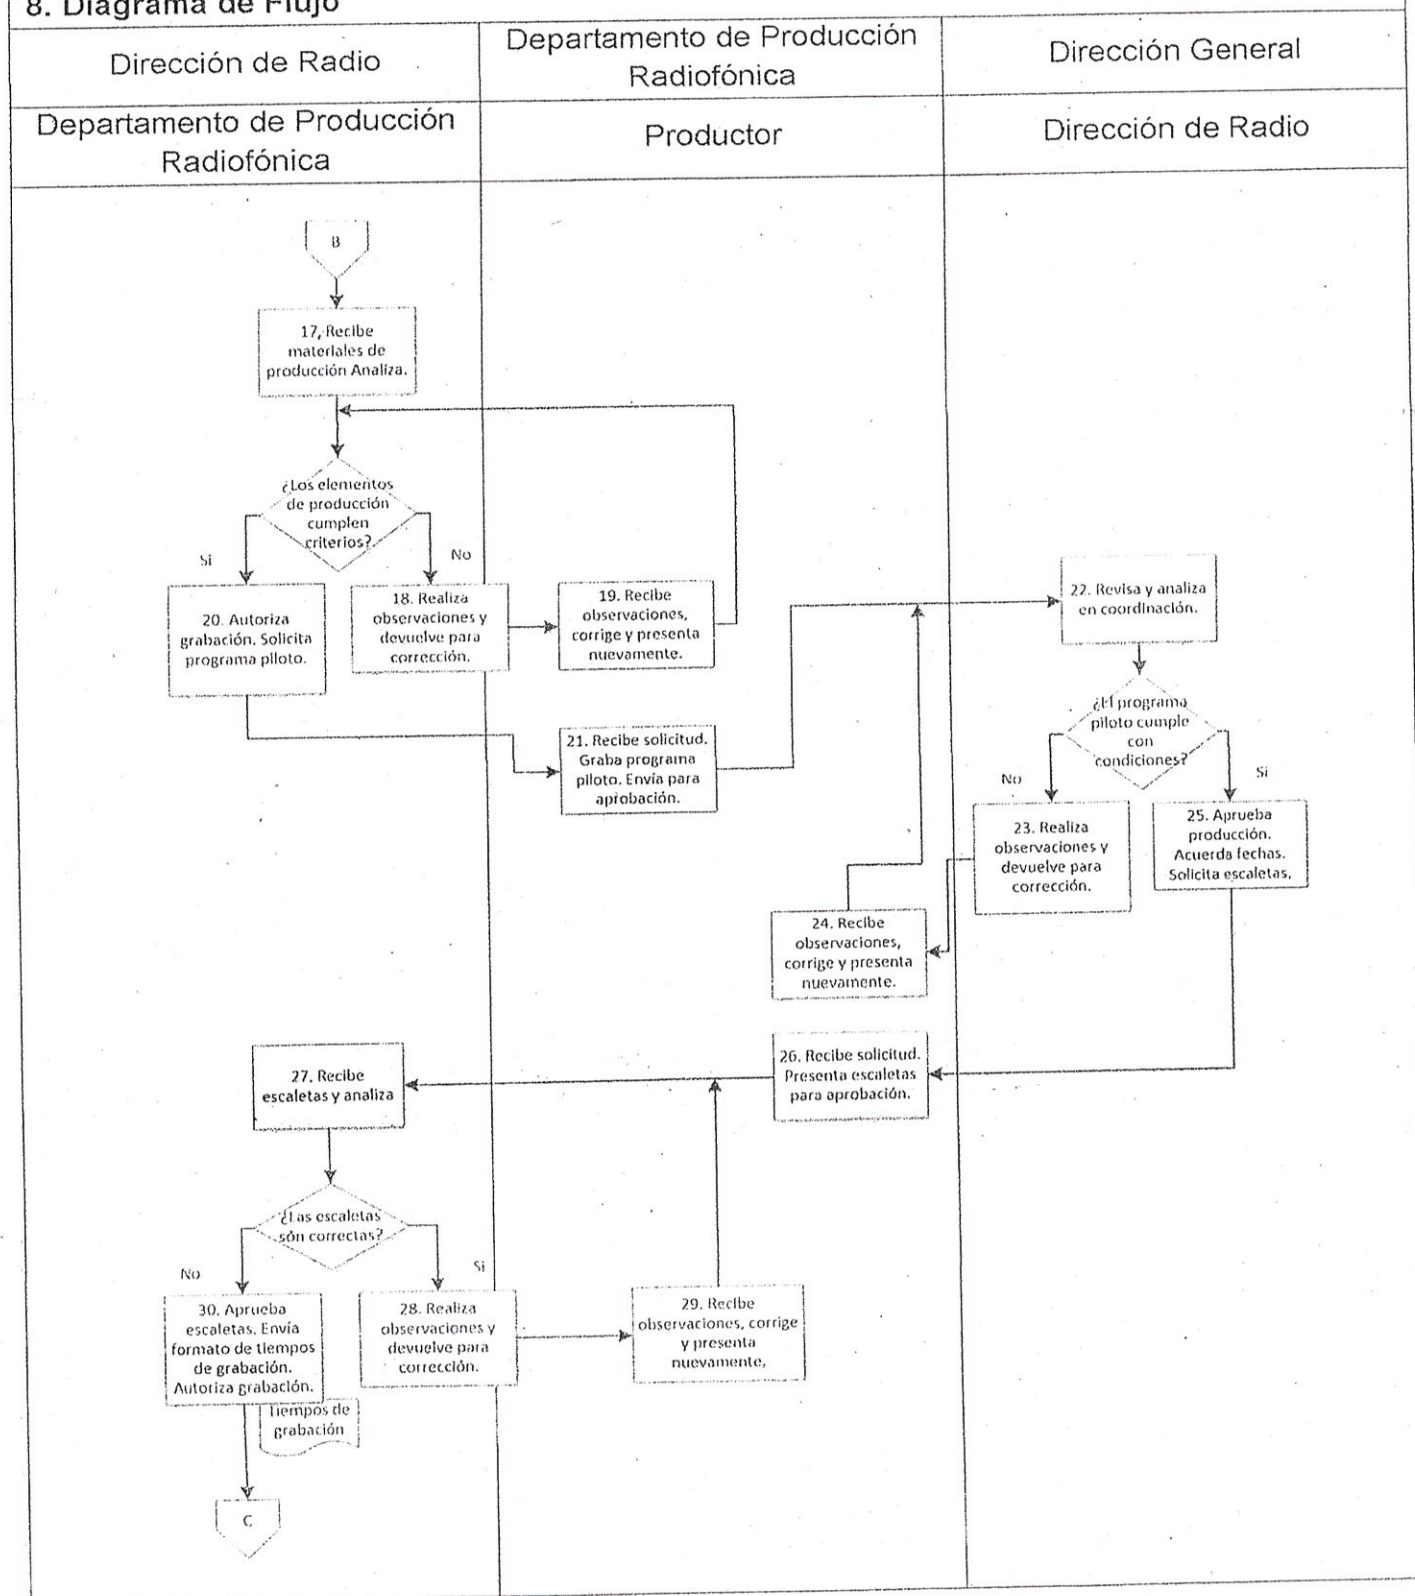 8. Diagrama de Flujo
Dirección de Radio
Departamento de Producción
Radiofónica
Dirección General
Departamento de Producción
Radiofónica
Productor
Dirección de Radio
B
17, Recibe
materiales de
producción Analiza.
¿Los elementos
de producción
cumplen
criterios?
Si
No
20. Autoriza
grabación. Solicita
programa piloto.
18. Realiza
observaciones y
devuelve para
corrección.
19. Recibe
observaciones,
corrige y presenta
nuevamente.
22. Revisa y analiza
en coordinación.
21. Recibe solicitud.
Graba programa
piloto. Envía para
aprobación.
¿El programa
piloto cumple
con
condiciones?
No
Si
23. Realiza
observaciones y
devuelve para
corrección.
25. Aprueba
producción.
Acuerda fechas.
Solicita escaletas.
24. Recibe
observaciones,
corrige y presenta
nuevamente.
26. Recibe solicitud.
Presenta escaletas
para aprobación.
27. Recibe
escaletas y analiza
¿Las escaletas
són correctas?
No
Si
30. Aprueba
escaletas. Envia
formato de tiempos
de grabación.
Autoriza grabación.
28. Realiza
observaciones y
devuelve para
corrección.
29. Recibe
observaciones, corrige
y presenta
nuevamente,
Tiempos de
grabación
C